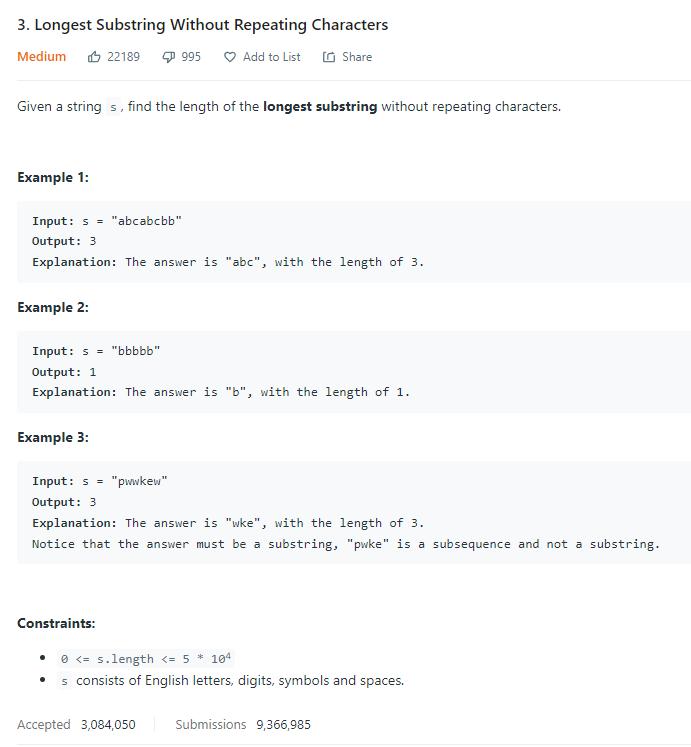 3. Longest Substring Without Repeating Characters
Medium 22189 995 Add to List Share
Given a string s, find the length of the longest substring without repeating characters.
Example 1:
Input: s = "abcabcbb"
Output: 3
Explanation: The answer is "abc", with the length of 3.
Example 2:
Input: s = "bbbbb"
Output: 1
Explanation: The answer is "b", with the length of 1.
Example 3:
Input: s = "pwwkew"
Output: 3
Explanation: The answer is "wke", with the length of 3.
Notice that the answer must be a substring, "pwke" is a subsequence and not a substring.
Constraints:
• 0 <= s.length <= 5 * 10⁴
• s consists of English letters, digits, symbols and spaces.
Accepted 3,084,050 Submissions 9,366,985